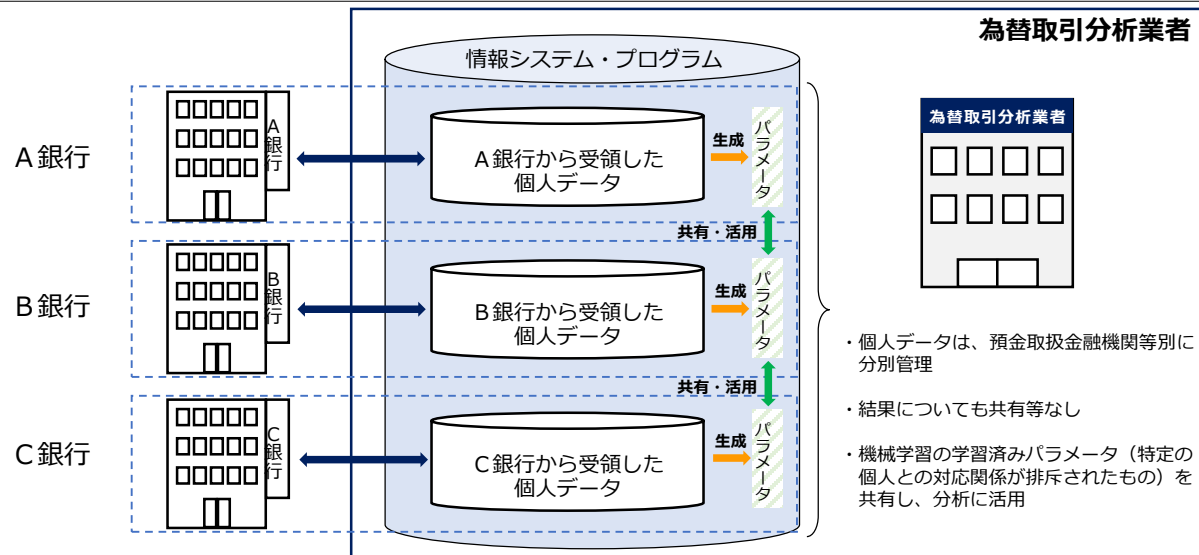 為替取引分析業者
情報システム・プログラム
A銀行
A銀行
A銀行から受領した
個人データ
生成
パラメータ
共有・活用
B銀行
B銀行
B銀行から受領した
個人データ
生成
パラメータ
共有・活用
C銀行
C銀行
C銀行から受領した
個人データ
生成
パラメータ
為替取引分析業者
・個人データは、預金取扱金融機関等別に
分別管理
・結果についても共有等なし
・機械学習の学習済みパラメータ（特定の
個人との対応関係が排斥されたもの）を
共有し、分析に活用